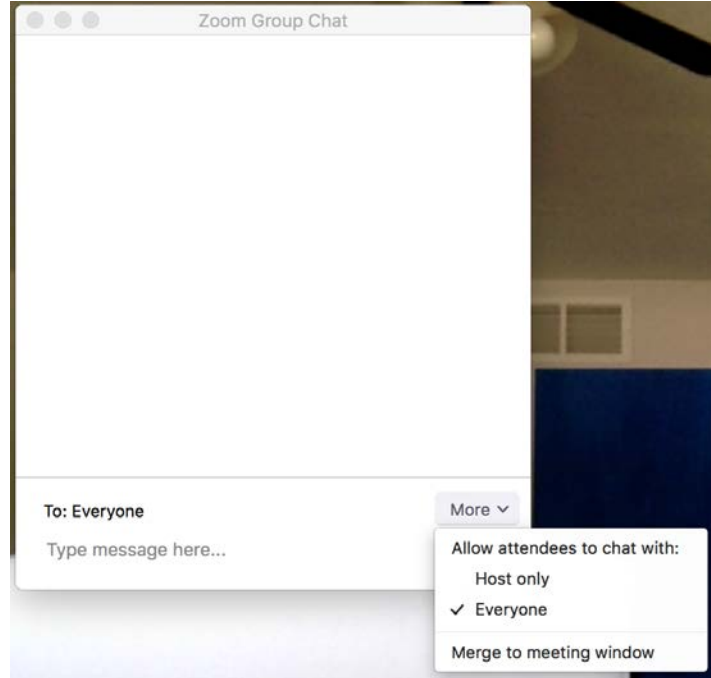 Zoom Group Chat
To: Everyone
More
Type message here...
Allow attendees to chat with:
Host only
Everyone
Merge to meeting window